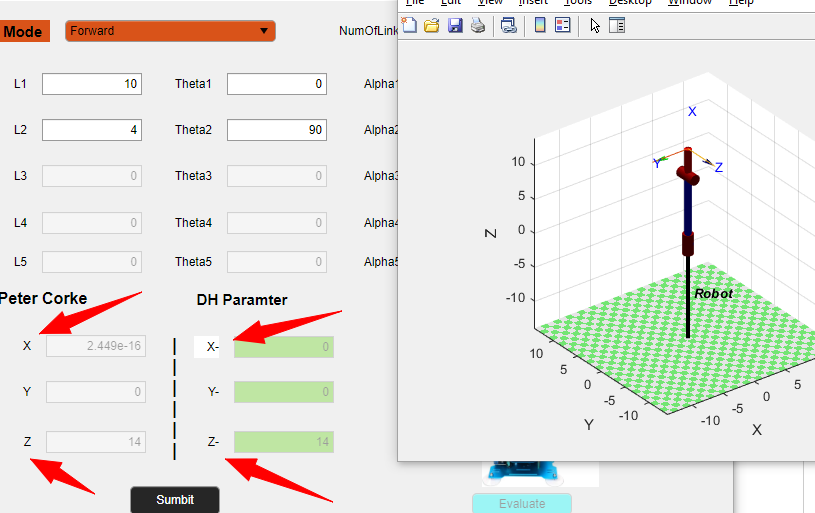 File Edit View Insert Tools Desktop Window Help
Mode Forward NumOfLink
L1 10 Theta1 0 Alpha1
L2 4 Theta2 90 Alpha2
L3 0 Theta3 0 Alpha3
L4 0 Theta4 0 Alpha4
L5 0 Theta5 0 Alpha5
Peter Corke DH Paramter
X 2.449e-16 X- 0
Y 0 Y- 0
Z 14 Z- 14
Sumbit Evaluate
X
Y Z
10
5
0
-5
-10
Z
Robot
10 5 0 -5 -10
Y
-10 -5 0 5
X